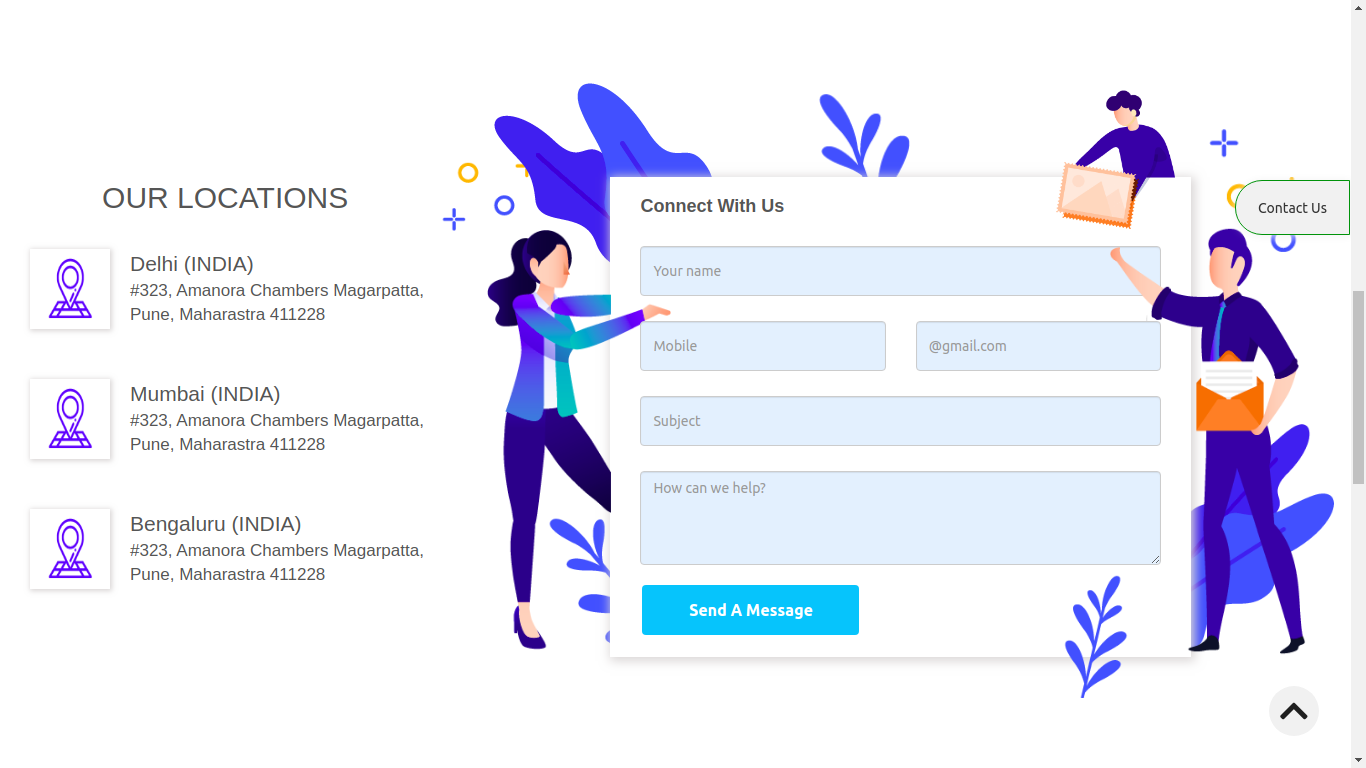 OUR LOCATIONS
Delhi (INDIA)
#323, Amanora Chambers Magarpatta,
Pune, Maharastra 411228
Mumbai (INDIA)
#323, Amanora Chambers Magarpatta,
Pune, Maharastra 411228
Bengaluru (INDIA)
#323, Amanora Chambers Magarpatta,
Pune, Maharastra 411228
Connect With Us
Your name
Mobile
@gmail.com
Subject
How can we help?
Send A Message
Contact Us